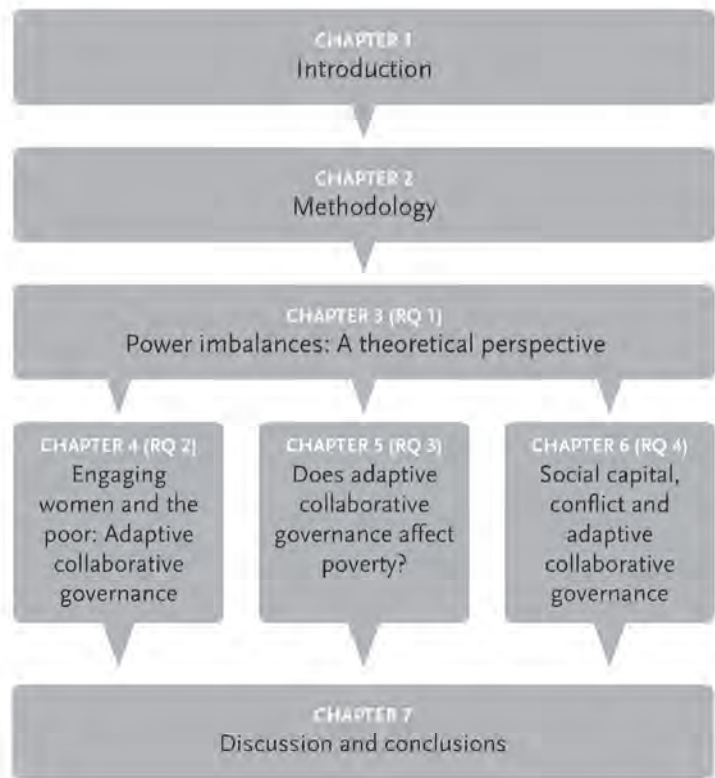 CHAPTER 1
Introduction
CHAPTER 2
Methodology
CHAPTER 3 (RQ 1)
Power imbalances: A theoretical perspective
CHAPTER 4 (RQ 2)
Engaging
women and the
poor: Adaptive
collaborative
governance
CHAPTER 5 (RQ 3)
Does adaptive
collaborative
governance affect
poverty?
CHAPTER 6 (RQ 4)
Social capital,
conflict and
adaptive
collaborative
governance
CHAPTER 7
Discussion and conclusions